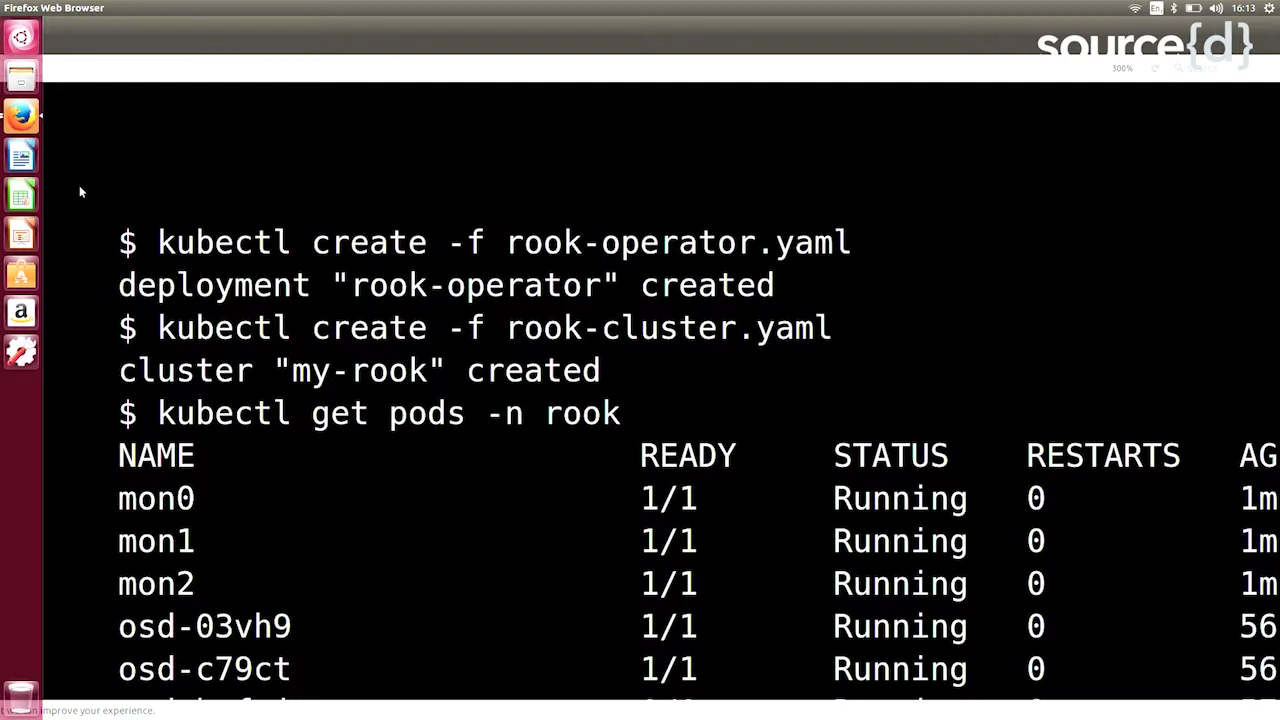 Firefox Web Browser
En
16:13
source{d}
300%
Search
$ kubectl create -f rook-operator.yaml
deployment "rook-operator" created
$ kubectl create -f rook-cluster.yaml
cluster "my-rook" created
$ kubectl get pods -n rook
NAME READY STATUS RESTARTS AG
mon0 1/1 Running 0 1m
mon1 1/1 Running 0 1m
mon2 1/1 Running 0 1m
osd-03vh9 1/1 Running 0 56
osd-c79ct 1/1 Running 0 56
improve your experience.